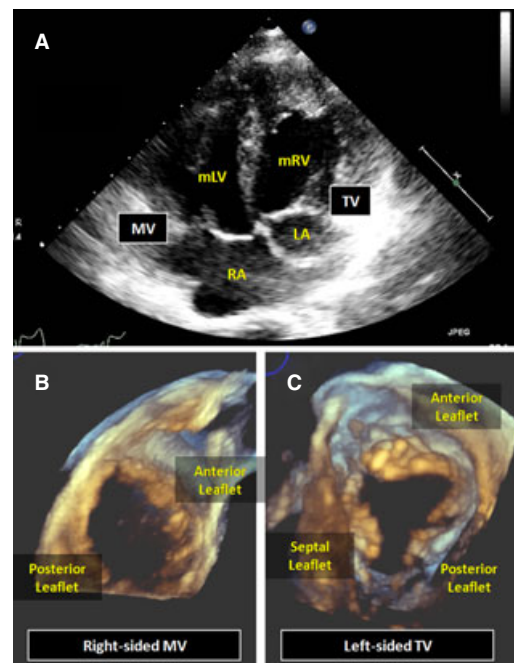 A
mLV
mRV
MV
TV
LA
RA
JPEG
B
C
Anterior
Leaflet
Posterior
Leaflet
Right-sided MV
Anterior
Leaflet
Septal
Leaflet
Posterior
Leaflet
Left-sided TV